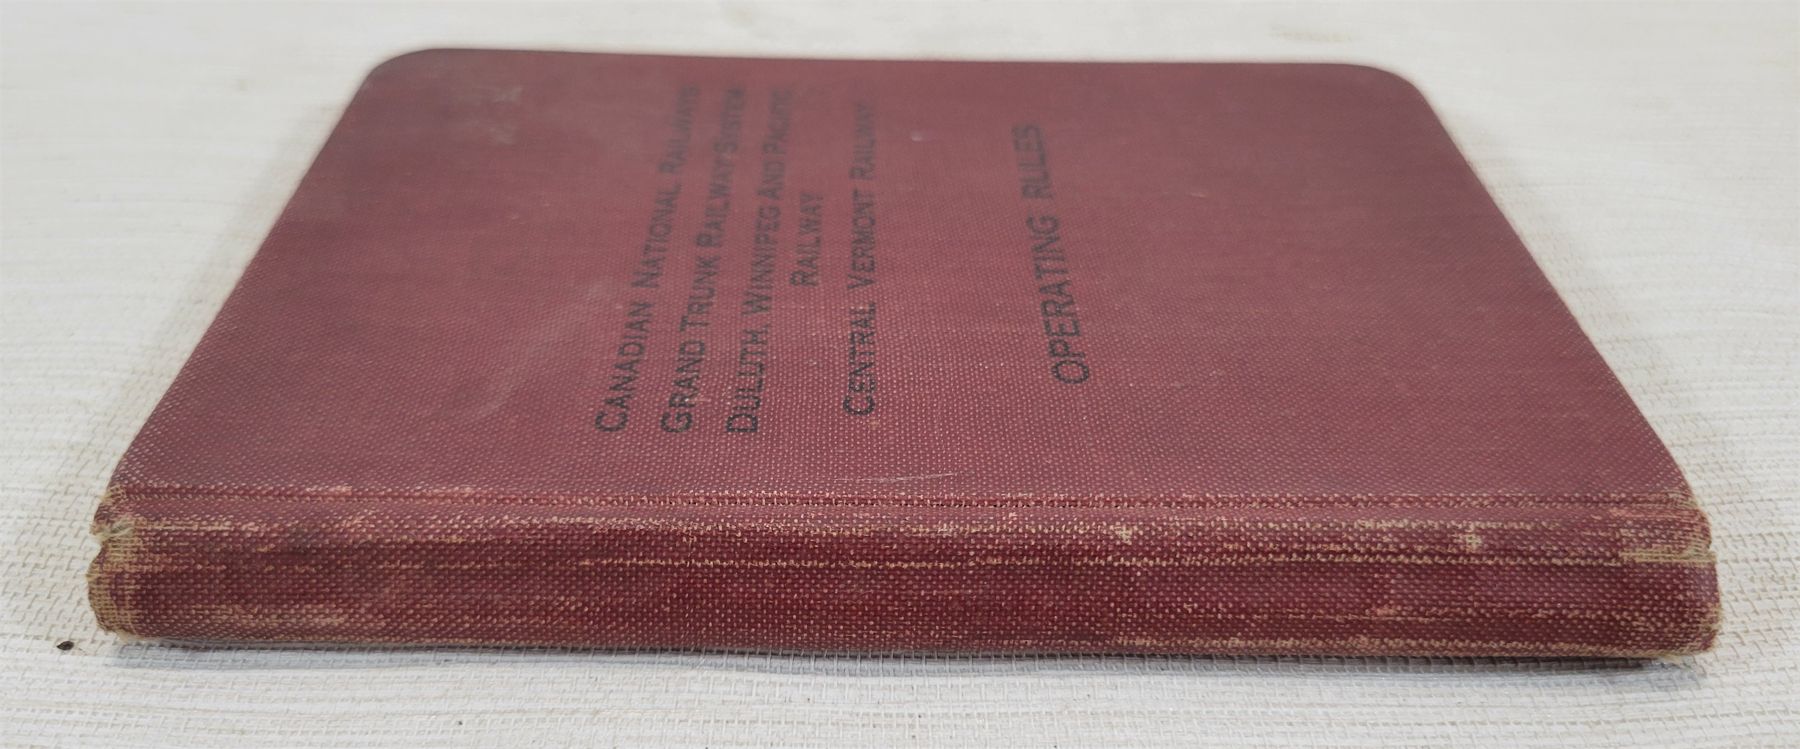 CANADIAN NATIONAL RAILWAYS
GRAND TRUNK RAILWAY SYSTEM
DULUTH, WINNIPEG AND PACIFIC
RAILWAY
CENTRAL VERMONT RAILWAY
OPERATING RULES